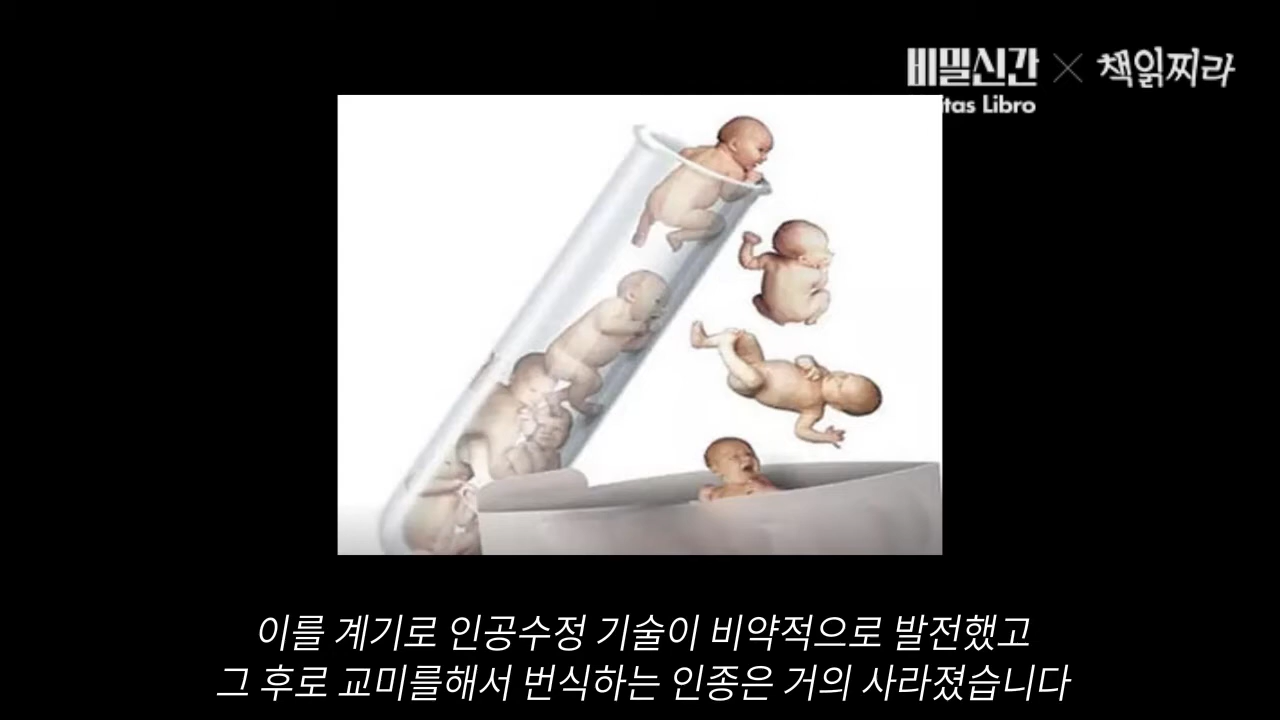 비밀신간 × 책읽찌라
tas Libro
이를 계기로 인공수정 기술이 비약적으로 발전했고
그 후로 교미를해서 번식하는 인종은 거의 사라졌습니다